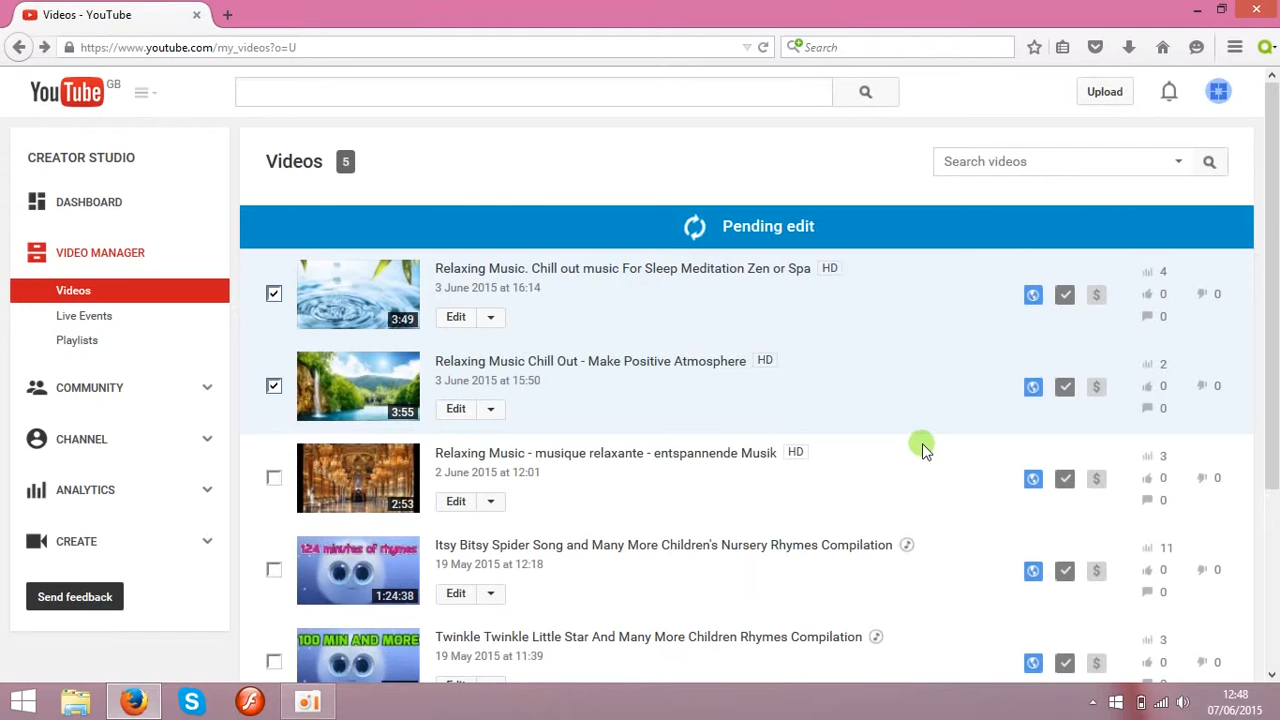 Videos - YouTube
https://www.youtube.com/my_videos?o=U
Search
YouTube GB
Upload
CREATOR STUDIO
DASHBOARD
VIDEO MANAGER
Videos
Live Events
Playlists
COMMUNITY
CHANNEL
ANALYTICS
CREATE
Send feedback
Videos 5
Search videos
Pending edit
Relaxing Music. Chill out music For Sleep Meditation Zen or Spa HD
3 June 2015 at 16:14
3:49
Edit
4
0 0
0
Relaxing Music Chill Out - Make Positive Atmosphere HD
3 June 2015 at 15:50
3:55
Edit
2
0 0
0
Relaxing Music - musique relaxante - entspannende Musik HD
2 June 2015 at 12:01
2:53
Edit
3
0 0
0
124 minutes of rhymes
Itsy Bitsy Spider Song and Many More Children's Nursery Rhymes Compilation
19 May 2015 at 12:18
1:24:38
Edit
11
0 0
0
100 MIN AND MORE
Twinkle Twinkle Little Star And Many More Children Rhymes Compilation
19 May 2015 at 11:39
3
0 0
12:48
07/06/2015